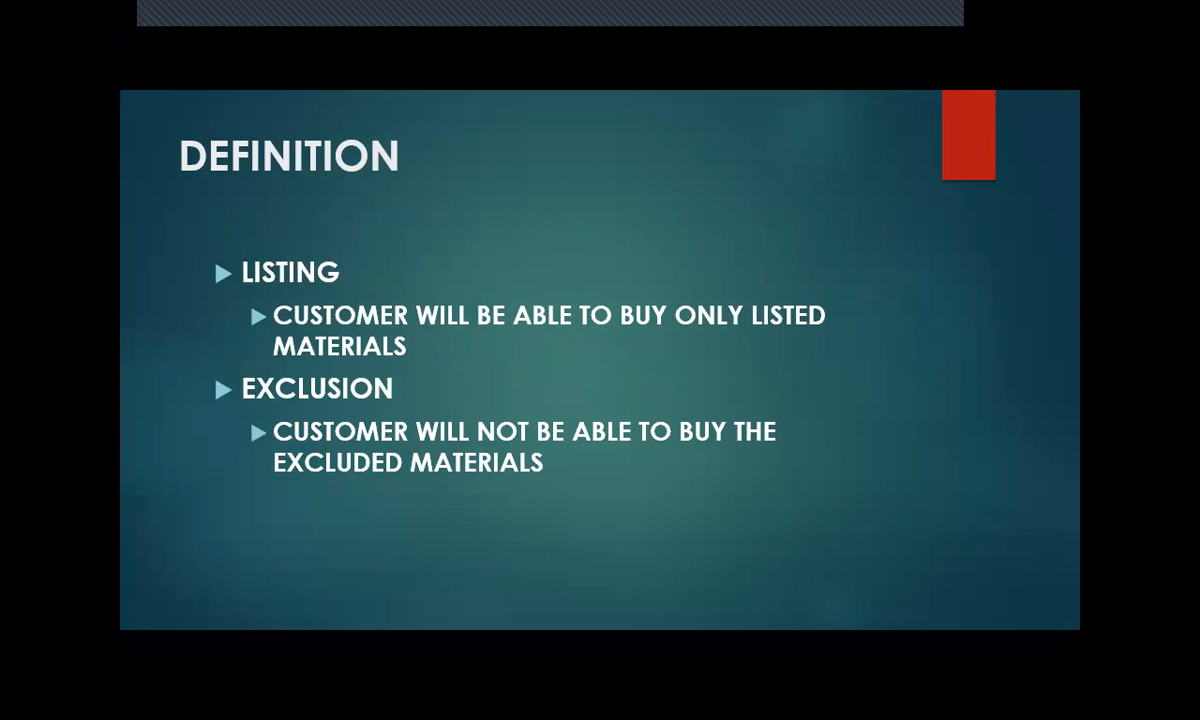 DEFINITION
LISTING
CUSTOMER WILL BE ABLE TO BUY ONLY LISTED
MATERIALS
EXCLUSION
CUSTOMER WILL NOT BE ABLE TO BUY THE
EXCLUDED MATERIALS